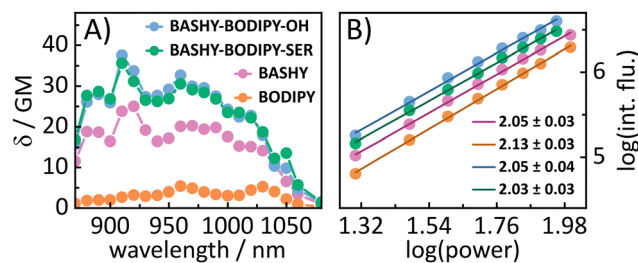 A)
BASHY-BODIPY-OH
BASHY-BODIPY-SER
BASHY
BODIPY
δ / GM
40
30
20
10
0
900 950 1000 1050
wavelength / nm
B)
2.05 ± 0.03
2.13 ± 0.03
2.05 ± 0.04
2.03 ± 0.03
6
5
log(int. flu.)
1.32 1.54 1.76 1.98
log(power)